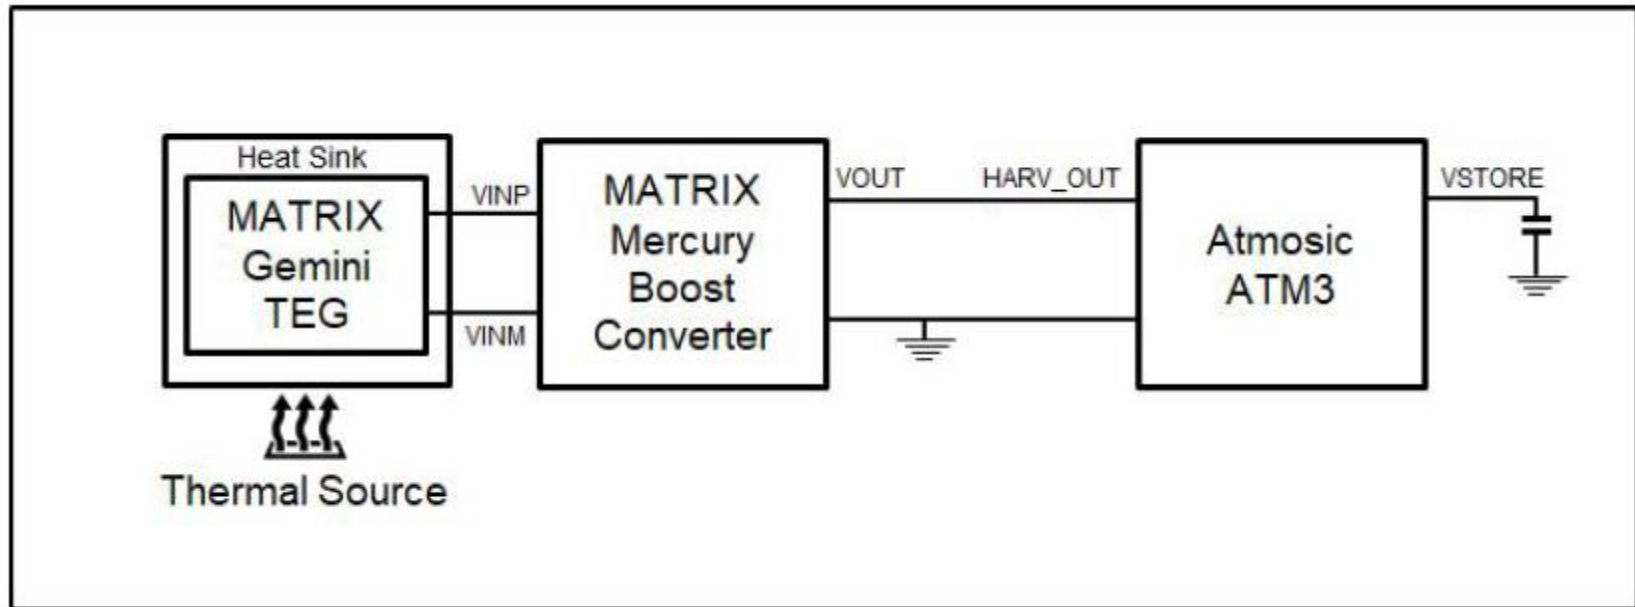 Heat Sink
MATRIX
Gemini
TEG
VINP
VINM
MATRIX
Mercury
Boost
Converter
VOUT
HARV_OUT
Atmosic
ATM3
VSTORE
Thermal Source